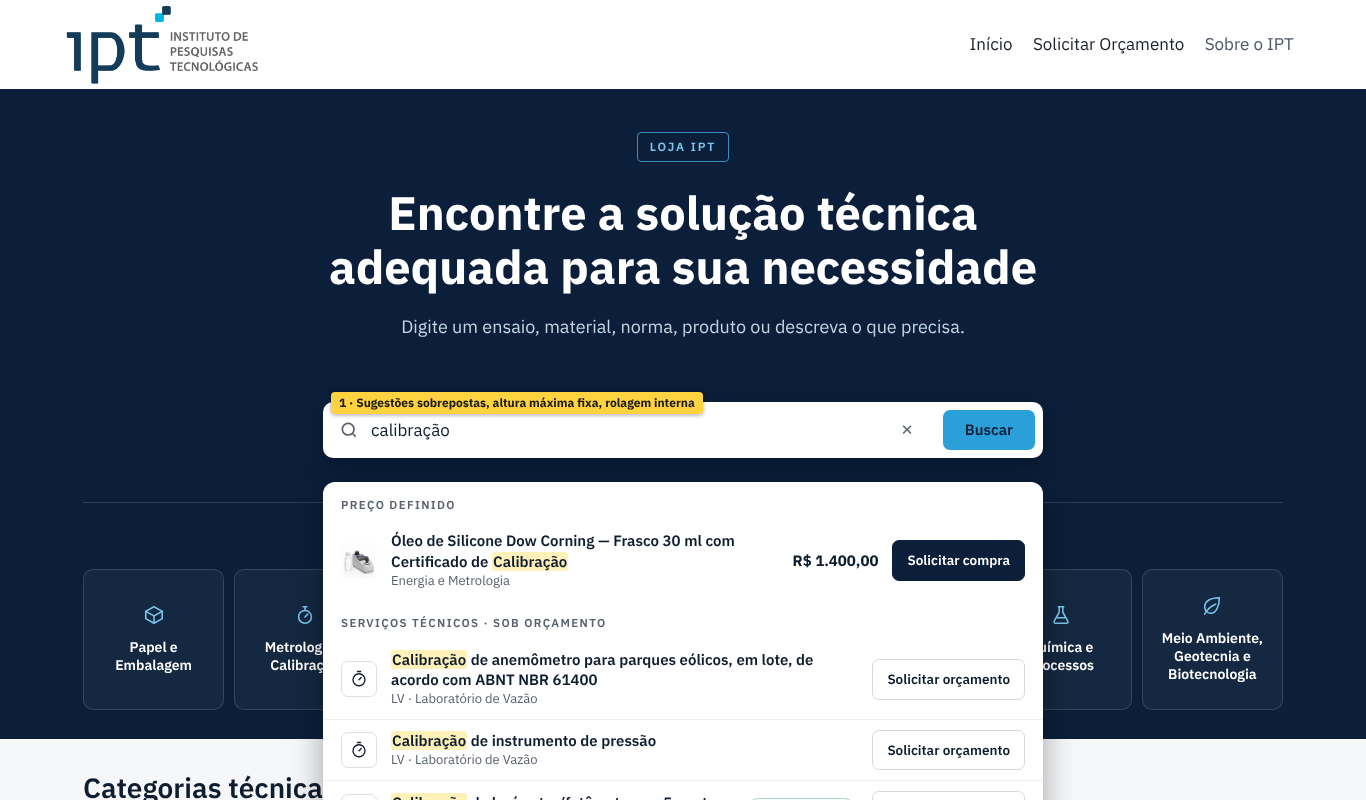 ipt
INSTITUTO DE
PESQUISAS
TECNOLÓGICAS
Início
Solicitar Orçamento
Sobre o IPT
LOJA IPT
Encontre a solução técnica
adequada para sua necessidade
Digite um ensaio, material, norma, produto ou descreva o que precisa.
1 · Sugestões sobrepostas, altura máxima fixa, rolagem interna
calibração
Buscar
PREÇO DEFINIDO
Óleo de Silicone Dow Corning — Frasco 30 ml com
Certificado de Calibração
Energia e Metrologia
R$ 1.400,00
Solicitar compra
SERVIÇOS TÉCNICOS · SOB ORÇAMENTO
Calibração de anemômetro para parques eólicos, em lote, de
acordo com ABNT NBR 61400
LV · Laboratório de Vazão
Solicitar orçamento
Calibração de instrumento de pressão
LV · Laboratório de Vazão
Solicitar orçamento
Papel e
Embalagem
Metrolog
Calibraç
uímica e
ocessos
Meio Ambiente,
Geotecnia e
Biotecnologia
Categorias técnica